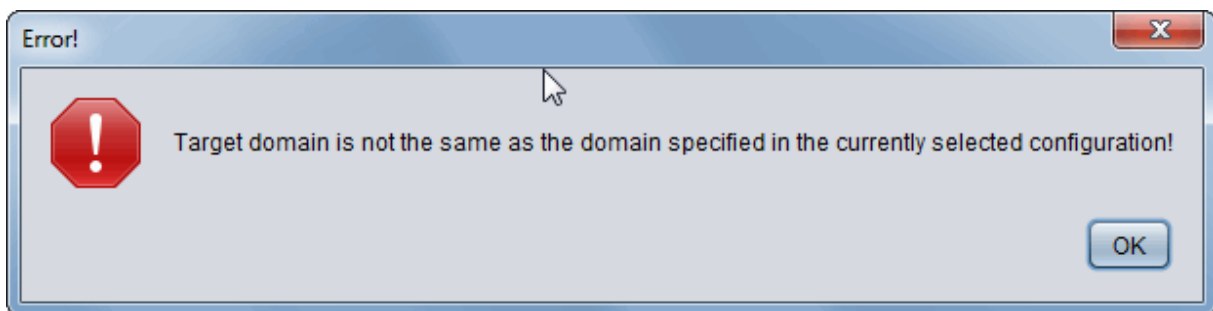 Error!
Target domain is not the same as the domain specified in the currently selected configuration!
OK